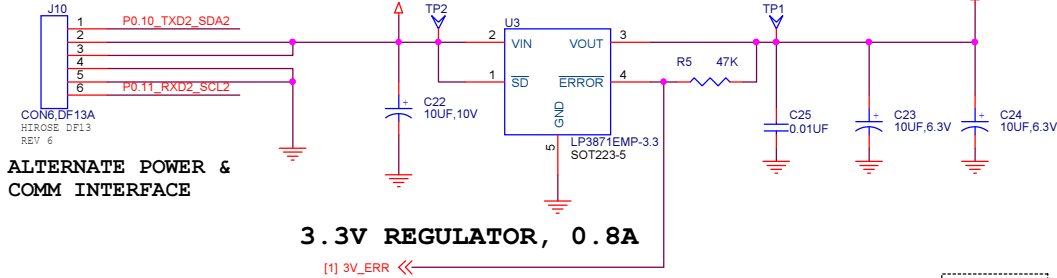 J10
TP2
TP1
1
P0.10_TXD2_SDA2
2
3
4
5
6
P0.11_RXD2_SCL2
CON6,DF13A
HIROSE DF13
REV 6
ALTERNATE POWER &
COMM INTERFACE
C22
10UF,10V
U3
2
VIN
VOUT
3
1
SD
ERROR
4
GND
5
LP3871EMP-3.3
SOT223-5
R5
47K
C25
0.01UF
C23
10UF,6.3V
C24
10UF,6.3V
3.3V REGULATOR, 0.8A
[1] 3V_ERR